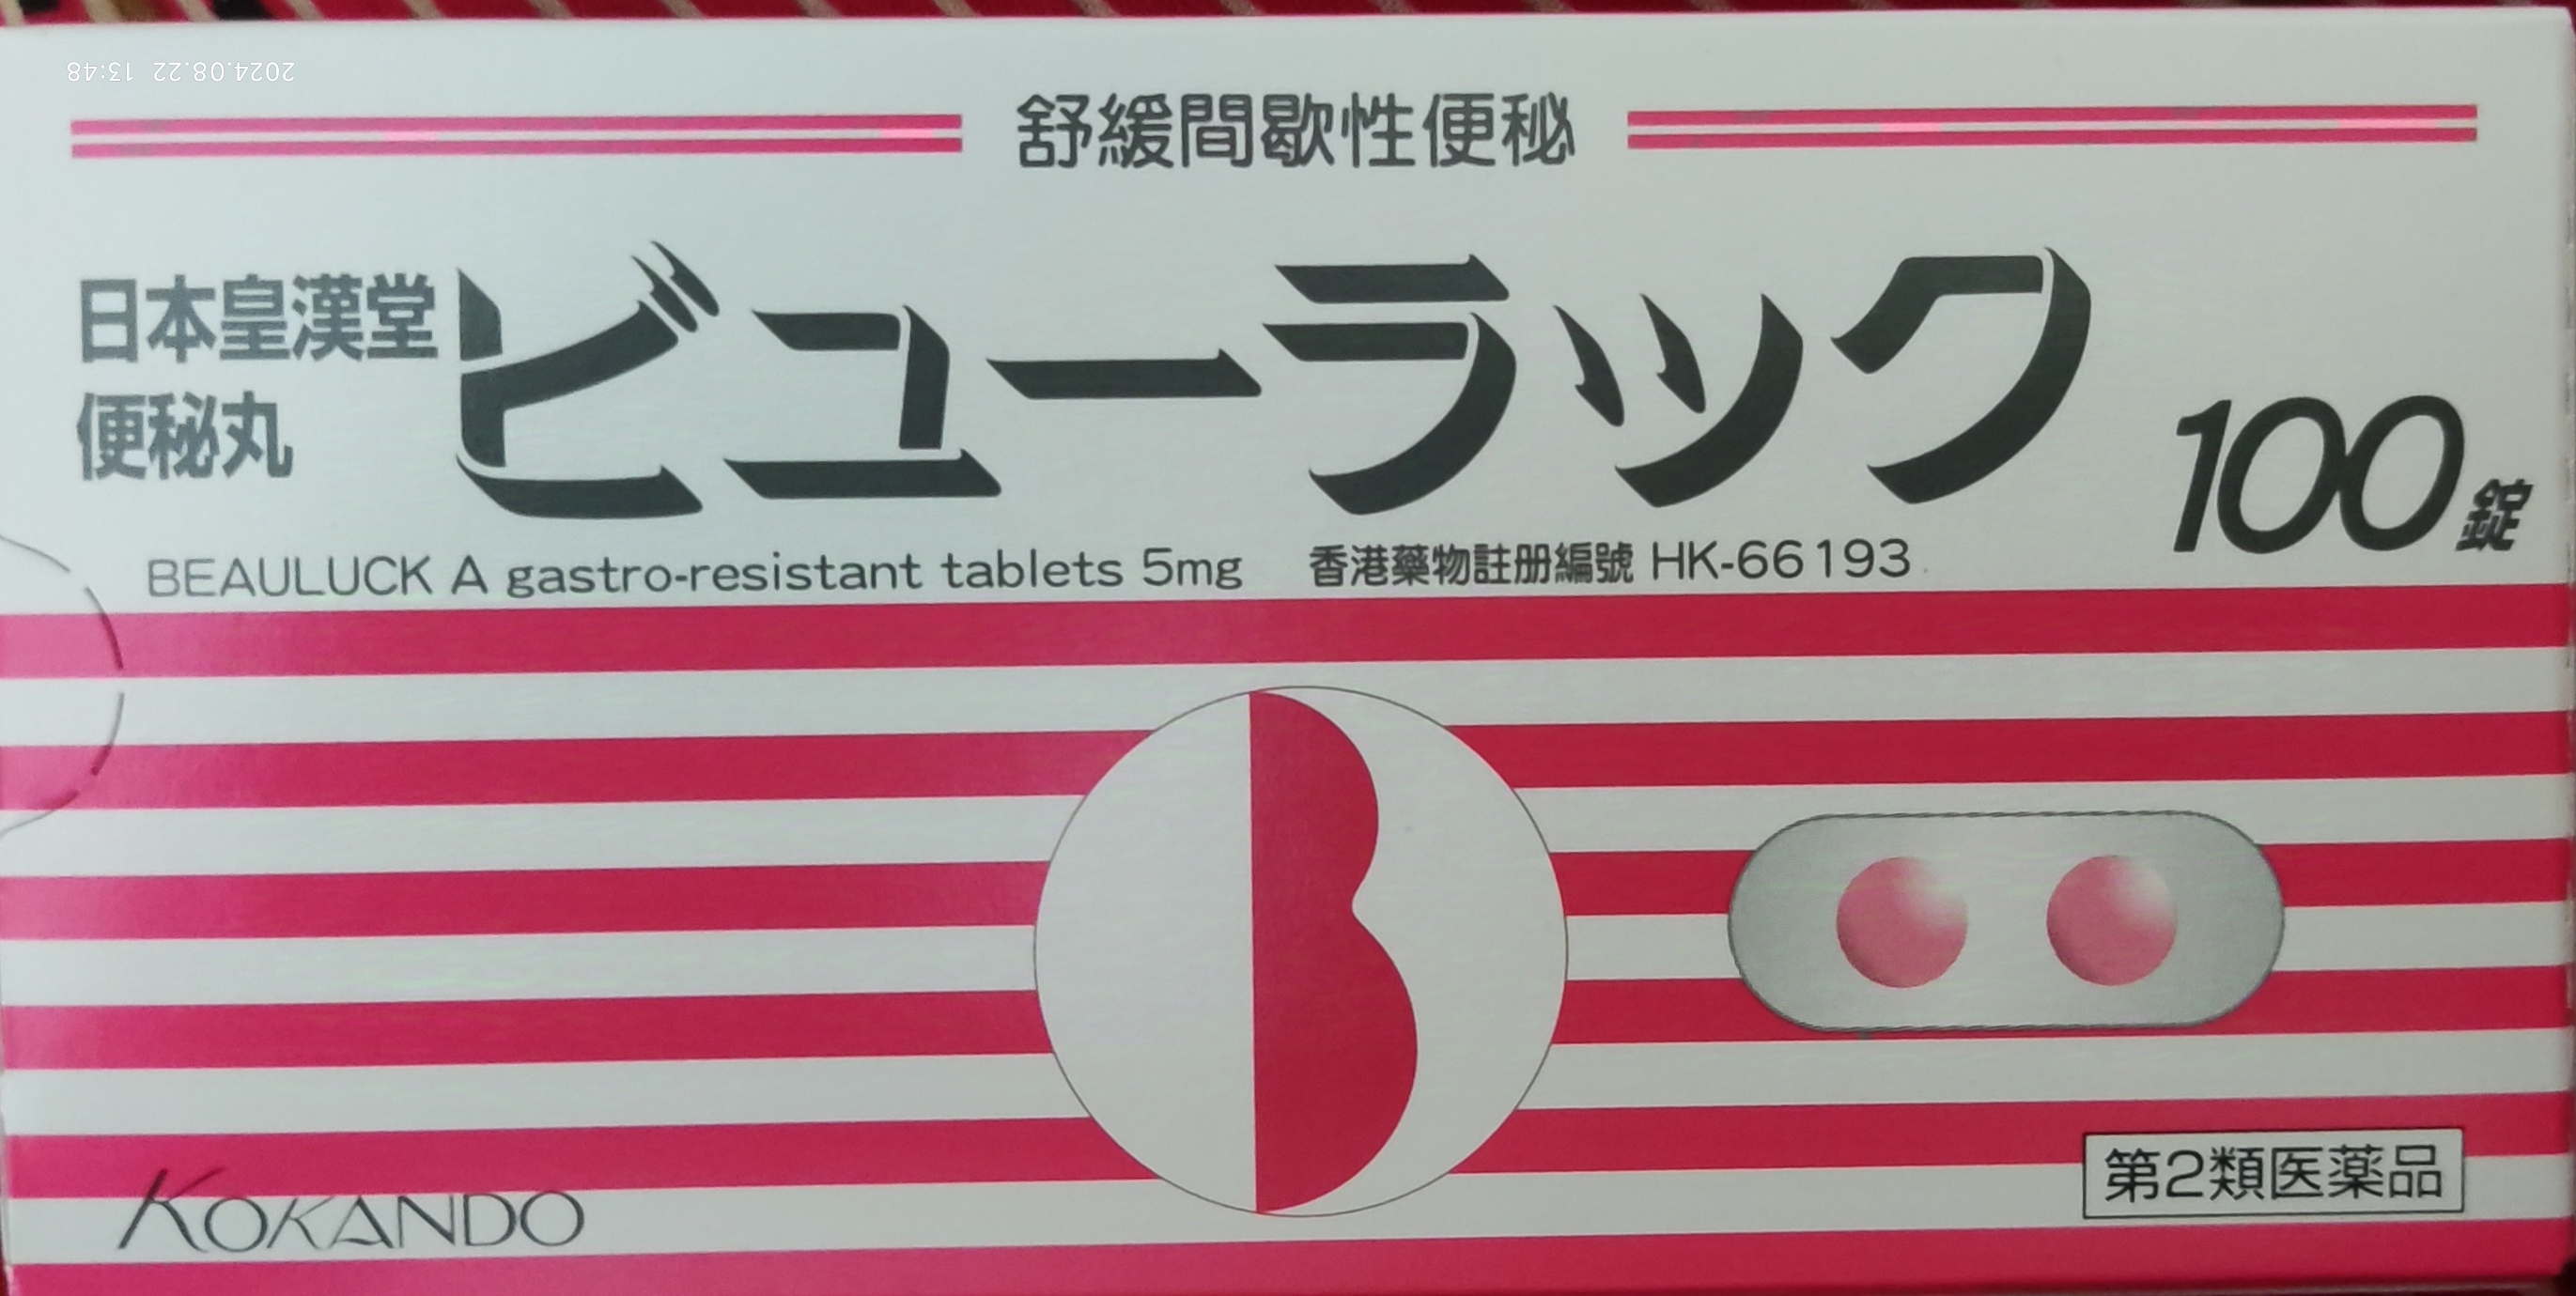 2024.08.22 13:48
舒緩間歇性便秘
日本皇漢堂
便秘丸
ビューラック
100錠
BEAULUCK A gastro-resistant tablets 5mg 香港藥物註册編號 HK-66193
B
KOKANDO
第2類医薬品